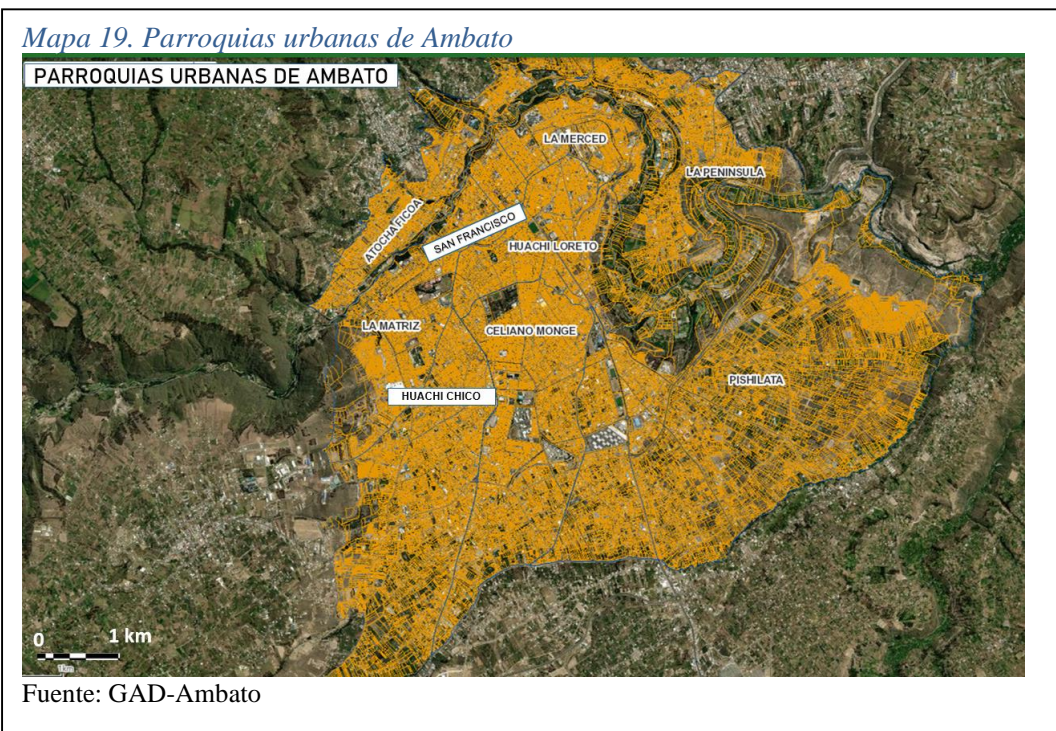 Mapa 19. Parroquias urbanas de Ambato
PARROQUIAS URBANAS DE AMBATO
LA MERCED
LA PENINSULA
ATOCHA FICOA
SAN FRANCISCO
HUACHI LORETO
LA MATRIZ
CELIANO MONGE
PISHILATA
HUACHI CHICO
0 1 km
1km
Fuente: GAD-Ambato